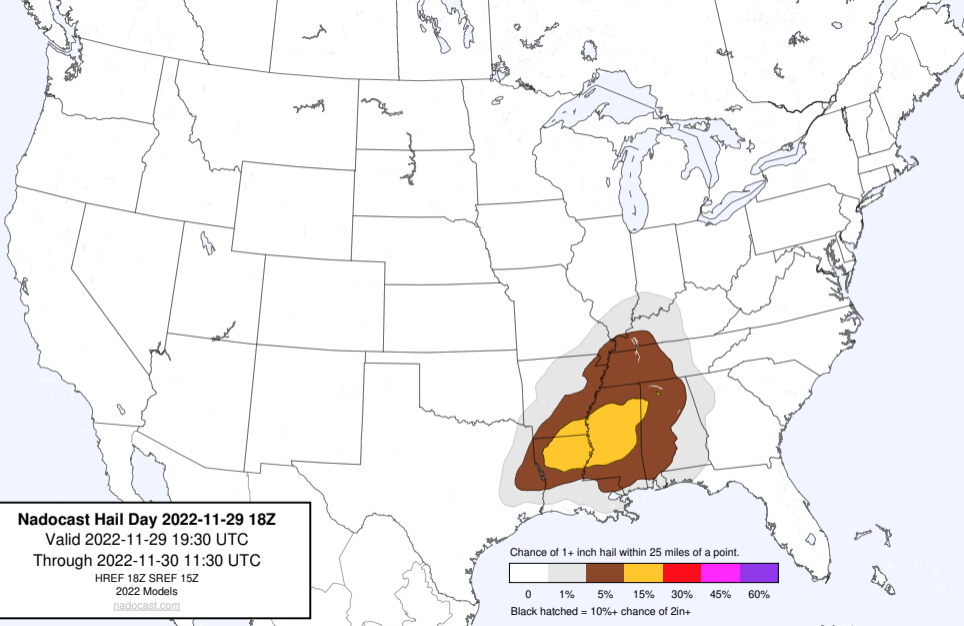 Nadocast Hail Day 2022-11-29 18Z
Valid 2022-11-29 19:30 UTC
Through 2022-11-30 11:30 UTC
HREF 18Z SREF 15Z
2022 Models
nadocast.com
Chance of 1+ inch hail within 25 miles of a point.
0 1% 5% 15% 30% 45% 60%
Black hatched = 10%+ chance of 2in+